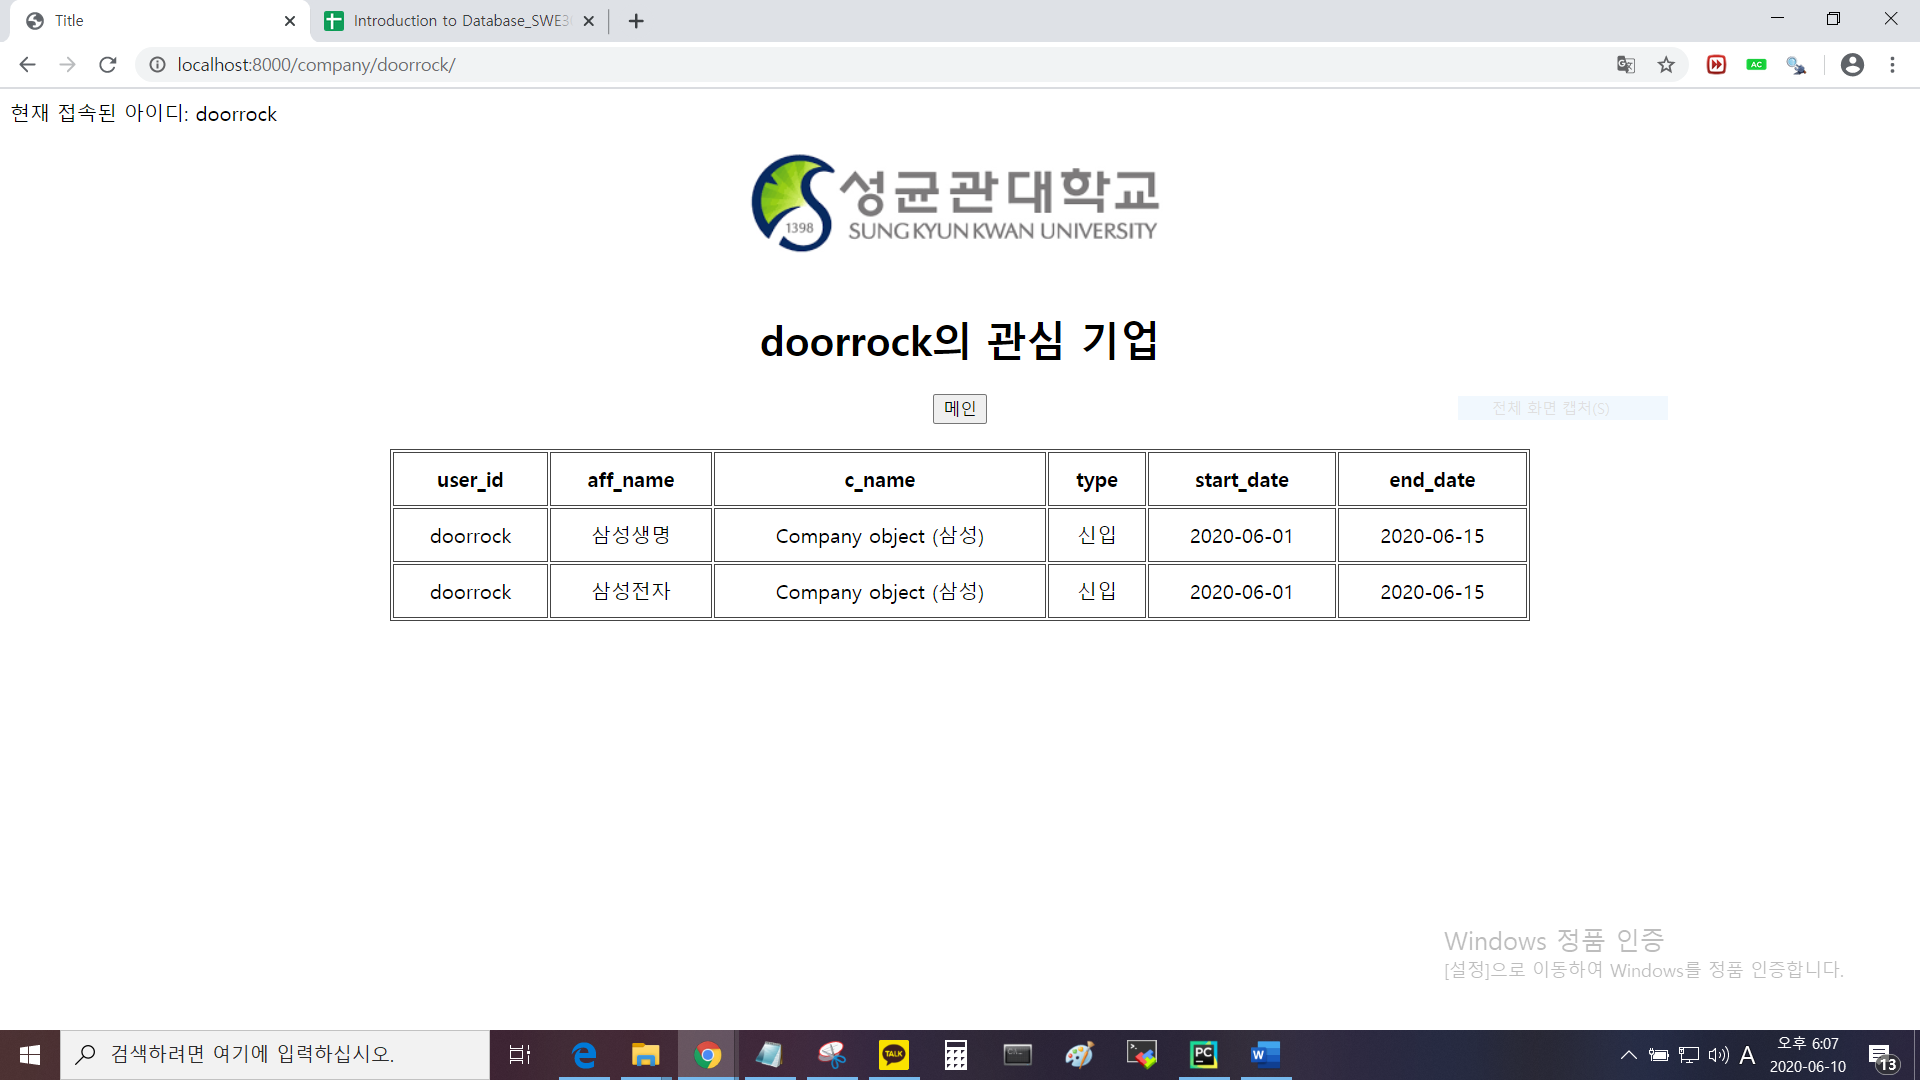 Title
Introduction to Database_SWE3
localhost:8000/company/doorrock/
AC
현재 접속된 아이디: doorrock
성균관대학교
1398
SUNG KYUN KWAN UNIVERSITY
doorrock의 관심 기업
메인
전체 화면 캡처(S)
user_id aff_name c_name type start_date end_date
doorrock 삼성생명 Company object (삼성) 신입 2020-06-01 2020-06-15
doorrock 삼성전자 Company object (삼성) 신입 2020-06-01 2020-06-15
Windows 정품 인증
[설정]으로 이동하여 Windows를 정품 인증합니다.
검색하려면 여기에 입력하십시오.
TALK
PC
W
A
오후 6:07
2020-06-10
13